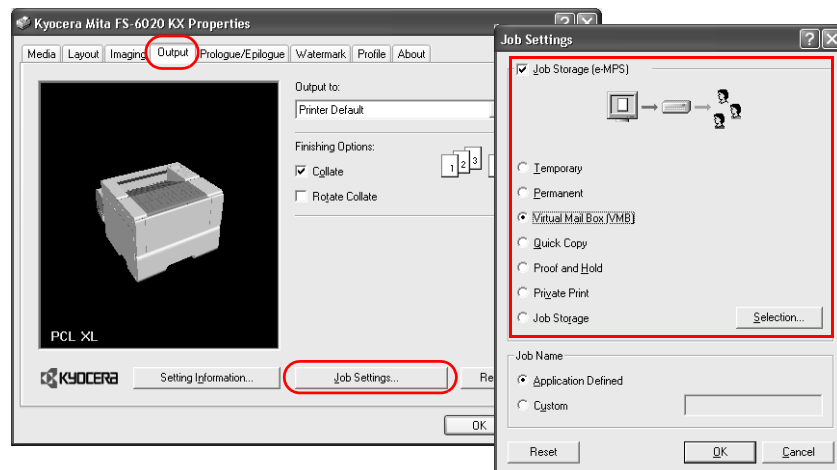 Kyocera Mita FS-6020 KX Properties
Media Layout Imaging Output Prologue/Epilogue Watermark Profile About
Output to:
Printer Default
Finishing Options:
Collate
1 2 3
Rotate Collate
PCL XL
KYOCERA
Setting Information...
Job Settings...
Re
OK
Job Settings
Job Storage (e-MPS)
Temporary
Permanent
Virtual Mail Box (VMB)
Quick Copy
Proof and Hold
Private Print
Job Storage
Selection...
Job Name
Application Defined
Custom
Reset
OK
Cancel